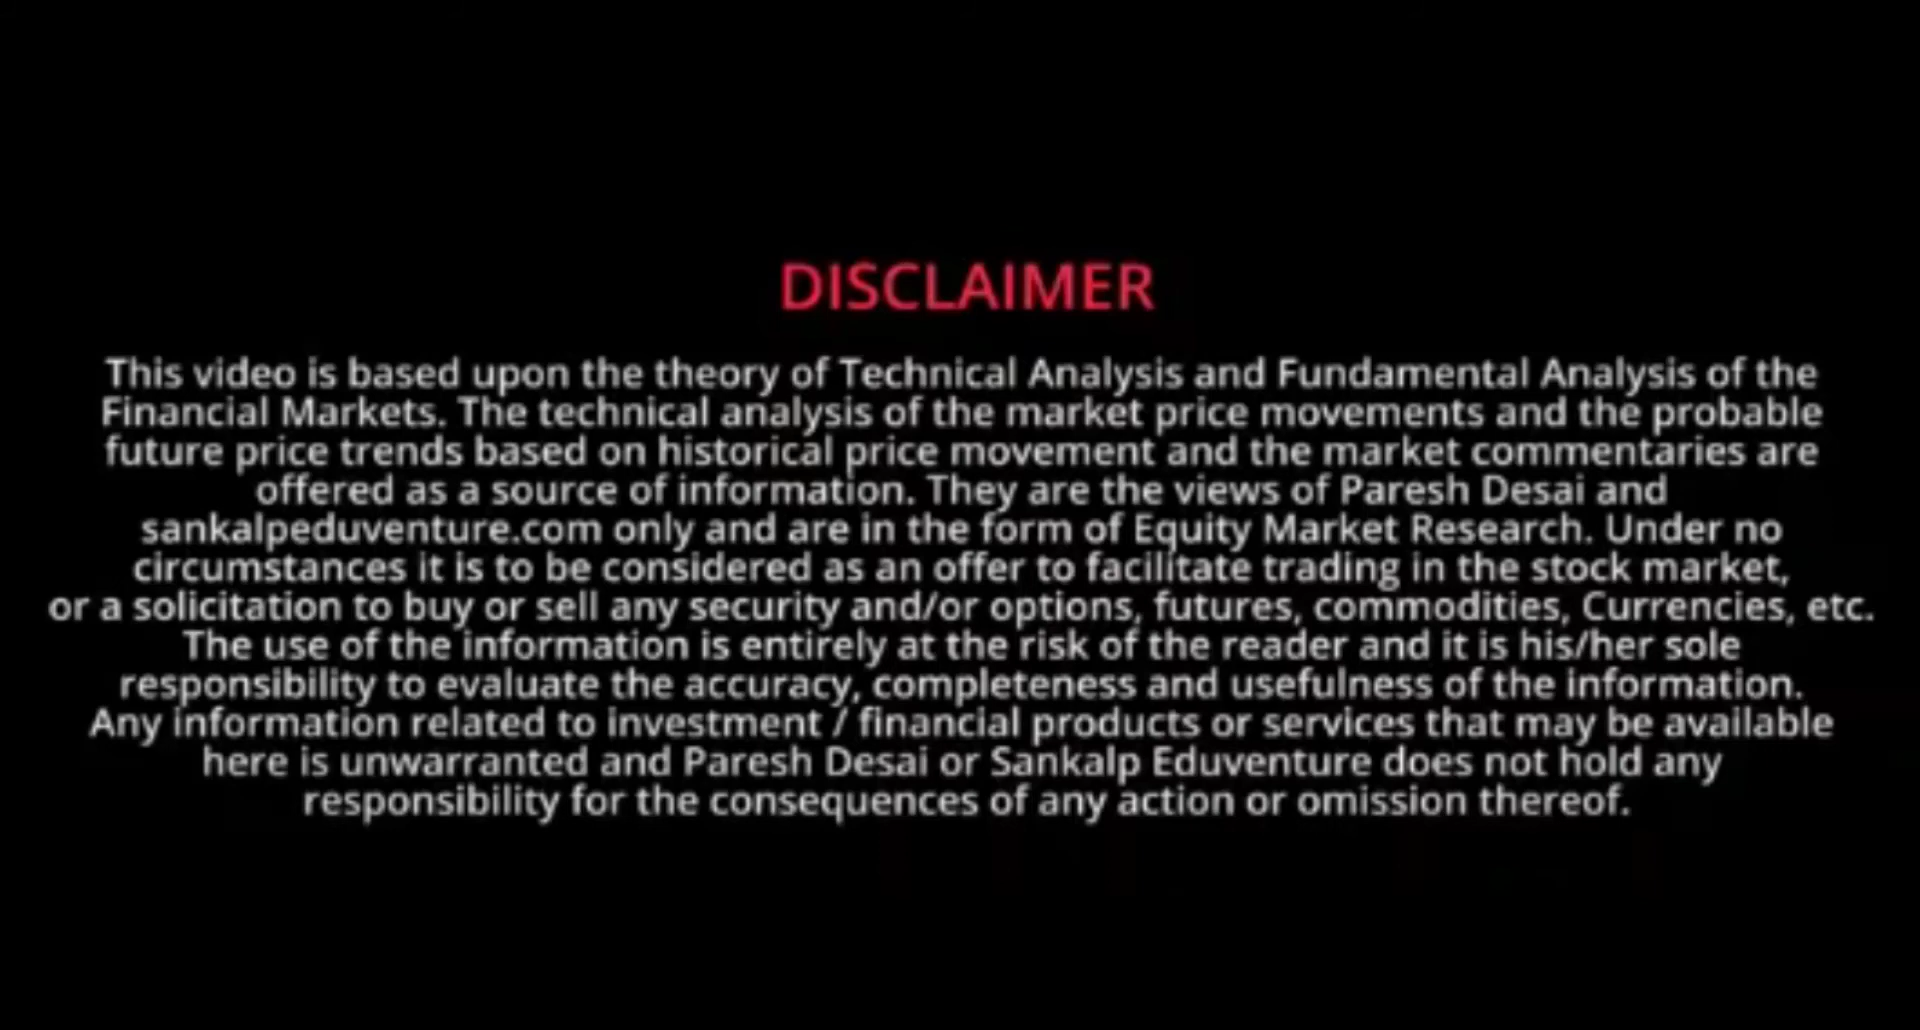 DISCLAIMER
This video is based upon the theory of Technical Analysis and Fundamental Analysis of the
Financial Markets. The technical analysis of the market price movements and the probable
future price trends based on historical price movement and the market commentaries are
offered as a source of information. They are the views of Paresh Desai and
sankalpeduventure.com only and are in the form of Equity Market Research. Under no
circumstances it is to be considered as an offer to facilitate trading in the stock market,
or a solicitation to buy or sell any security and/or options, futures, commodities, Currencies, etc.
The use of the information is entirely at the risk of the reader and it is his/her sole
responsibility to evaluate the accuracy, completeness and usefulness of the information.
Any information related to investment / financial products or services that may be available
here is unwarranted and Paresh Desai or Sankalp Eduventure does not hold any
responsibility for the consequences of any action or omission thereof.